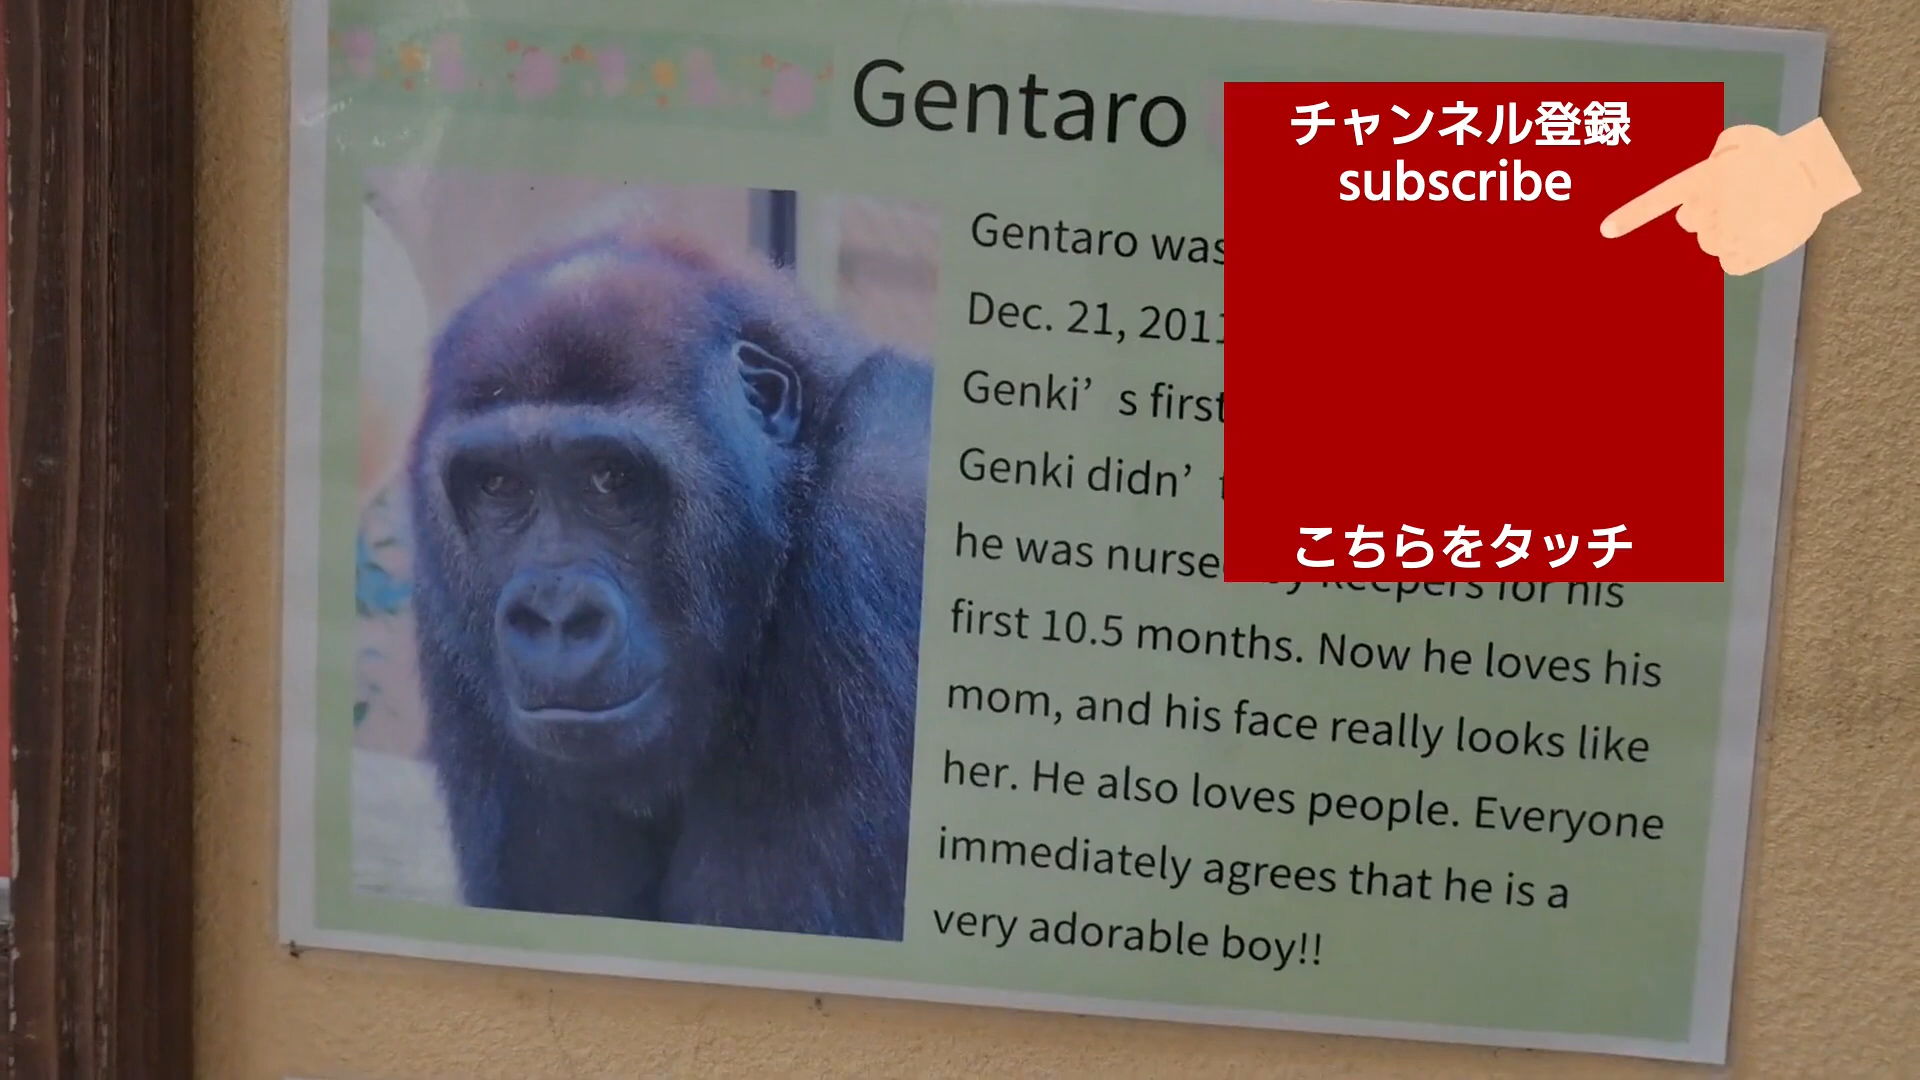 Gentaro
チャンネル登録
subscribe
Gentaro was
Dec. 21, 2011
Genki’s first
Genki didn’
he was nurse
こちらをタッチ
keepers for his
first 10.5 months. Now he loves his
mom, and his face really looks like
her. He also loves people. Everyone
immediately agrees that he is a
very adorable boy!!